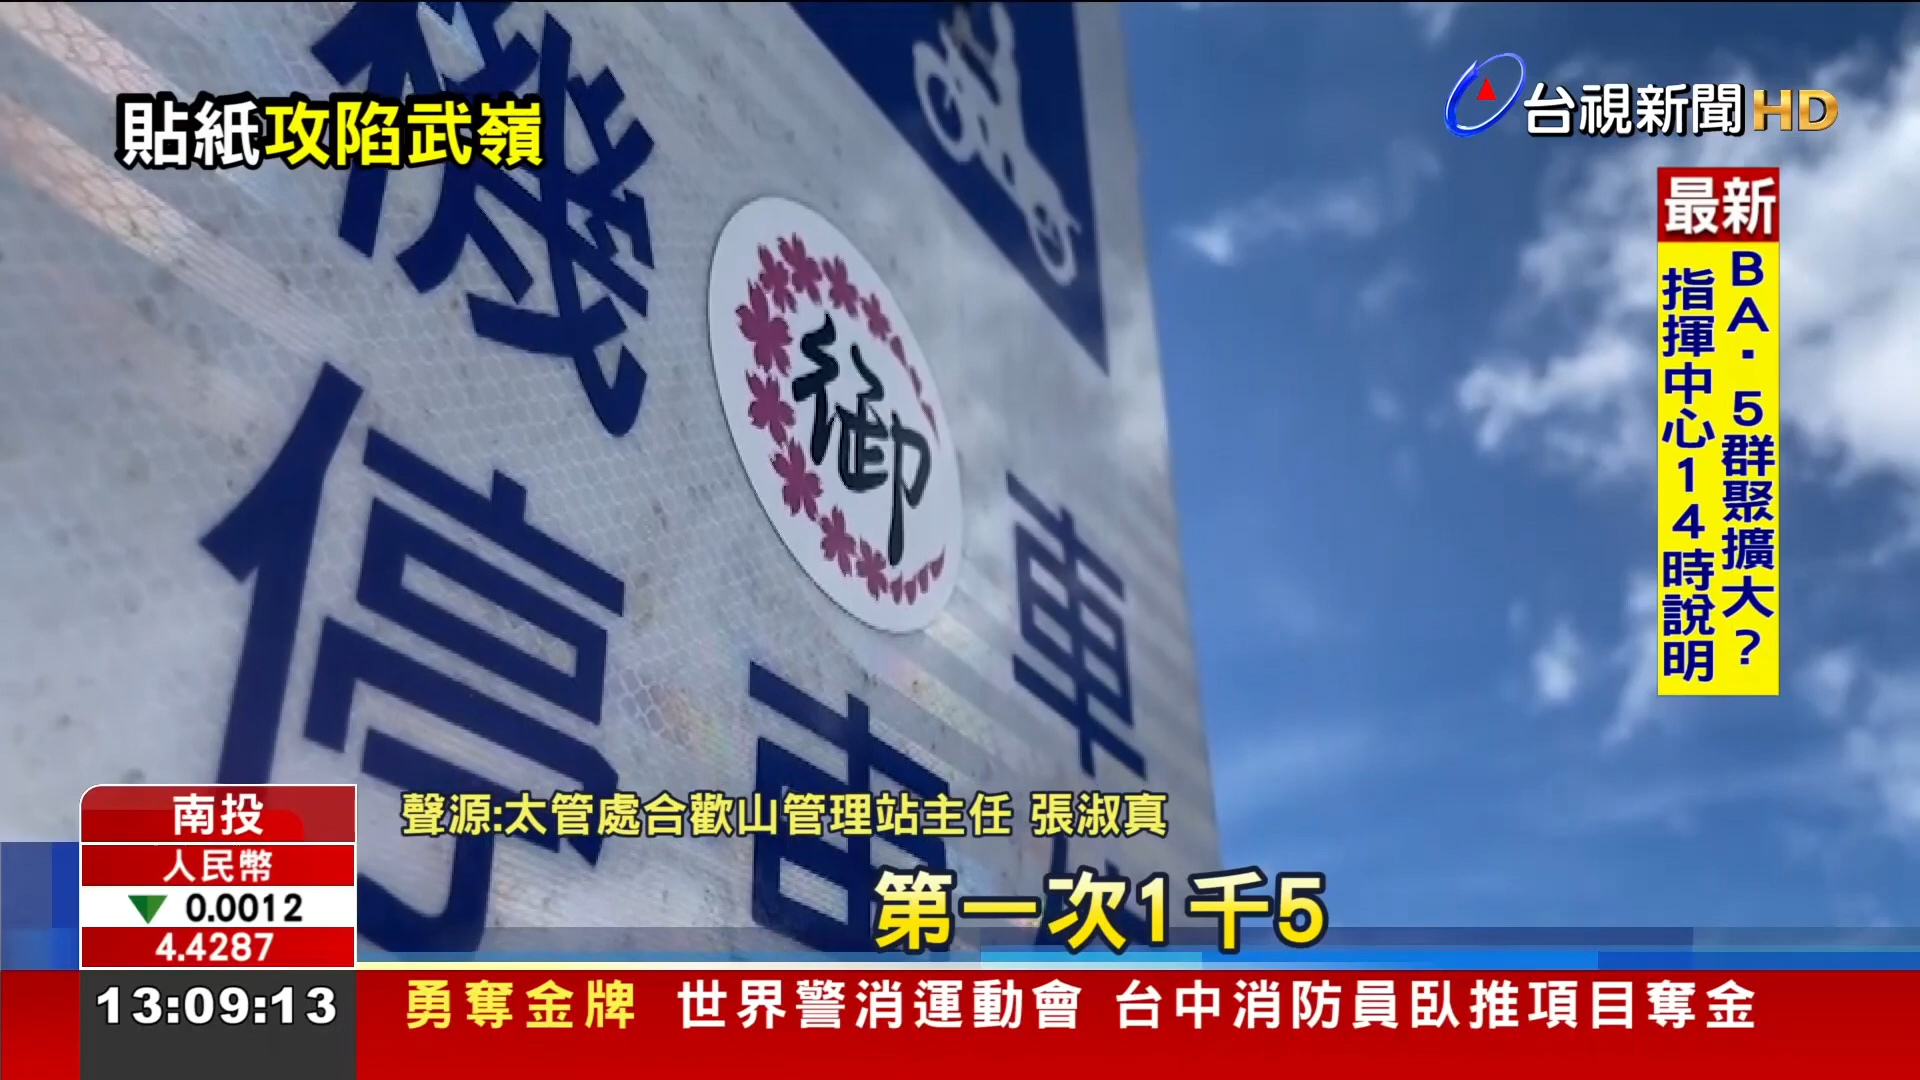 貼紙攻陷武嶺
台視新聞HD
最新
BA.5群聚擴大?
指揮中心14時說明
機
停車
車
御
南投
人民幣
0.0012
4.4287
聲源:太管處合歡山管理站主任 張淑真
第一次1千5
13:09:13
勇奪金牌 世界警消運動會 台中消防員臥推項目奪金